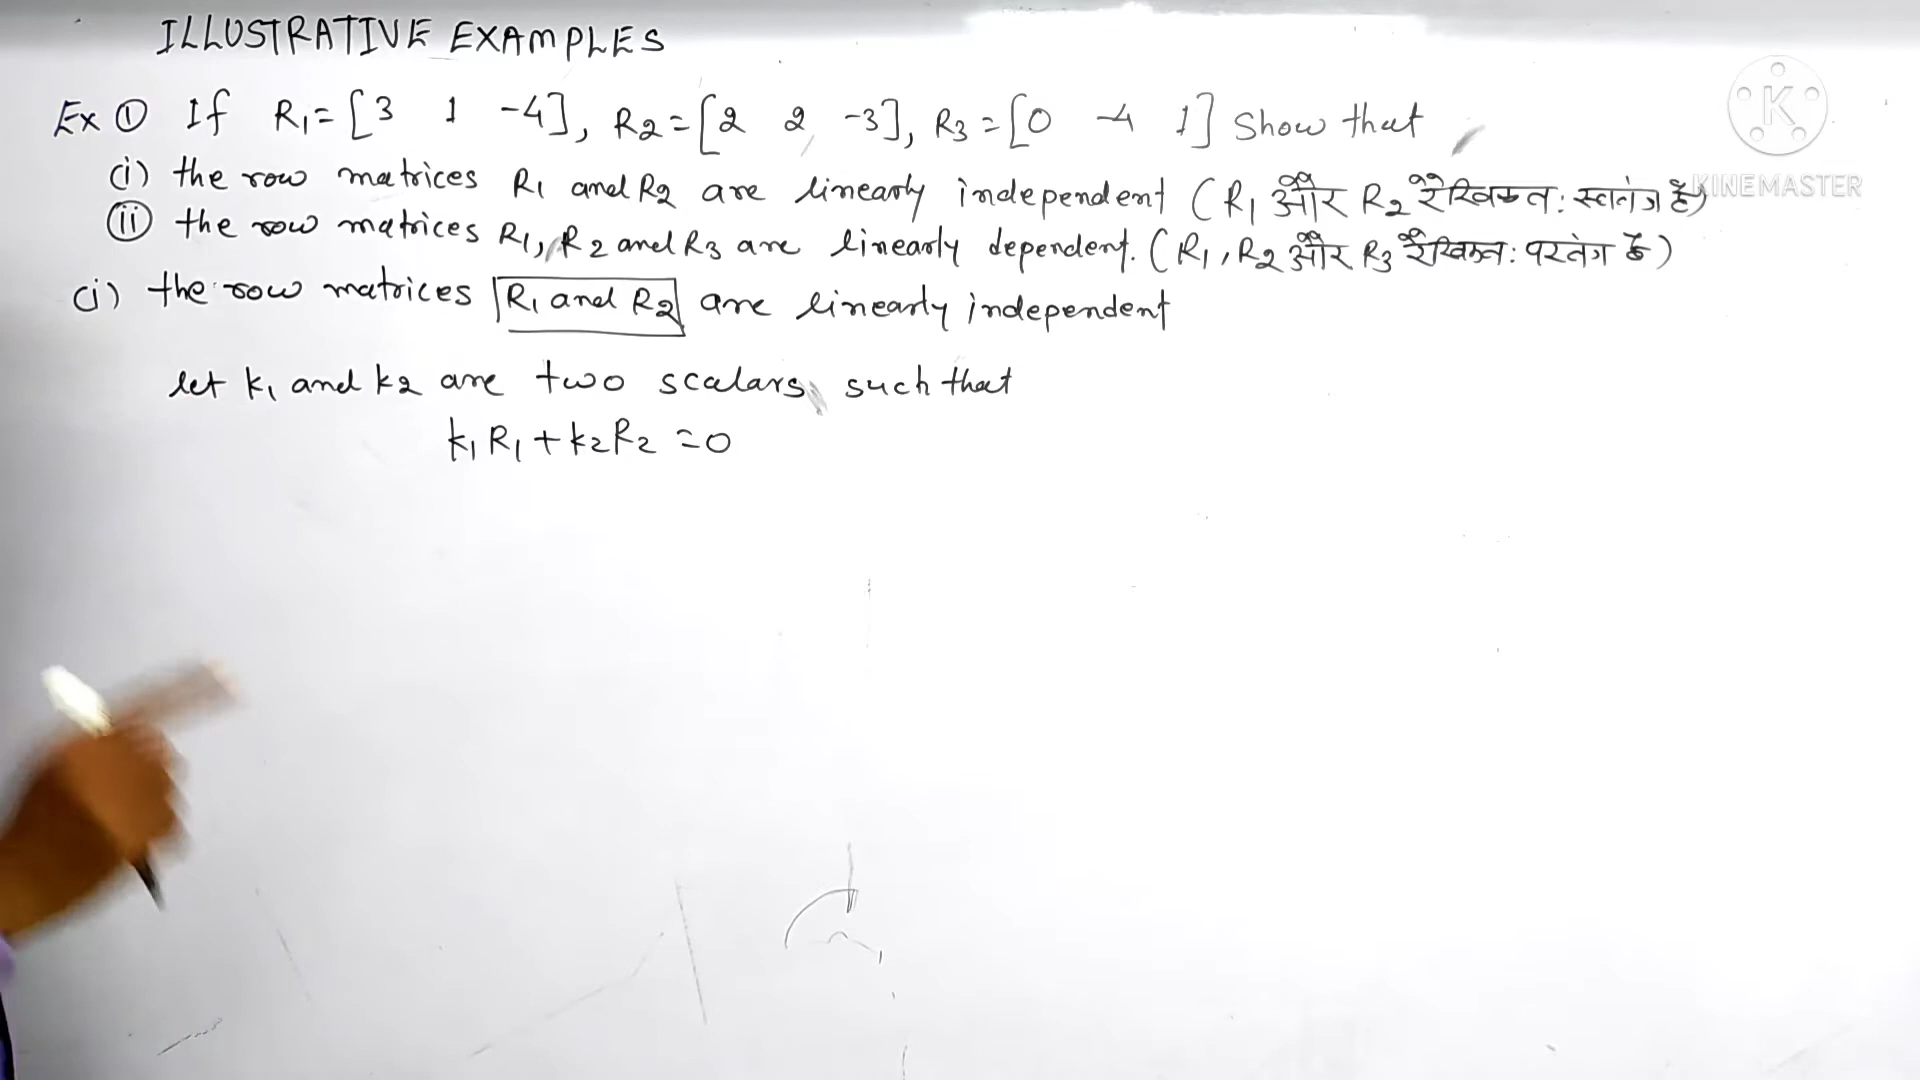 ILLUSTRATIVE EXAMPLES
Ex ① If R₁ = [3 1 -4], R2 = [2 2 -3], R3 = [0 -4 1] Show that
(i) the row matrices R1 and R2 are linearly independent (R₁ और R₂ रैखिकतः स्वतंत्र है)
(ii) the row matrices R1, R2 and R3 are linearly dependent. (R₁, R2 और R3 रैखिकतः परतंत्र है)
(i) the row matrices R₁ and R2 are linearly independent
let k₁ and k2 are two scalars such that
k₁R₁ + k₂R₂ = 0
K
KINEMASTER